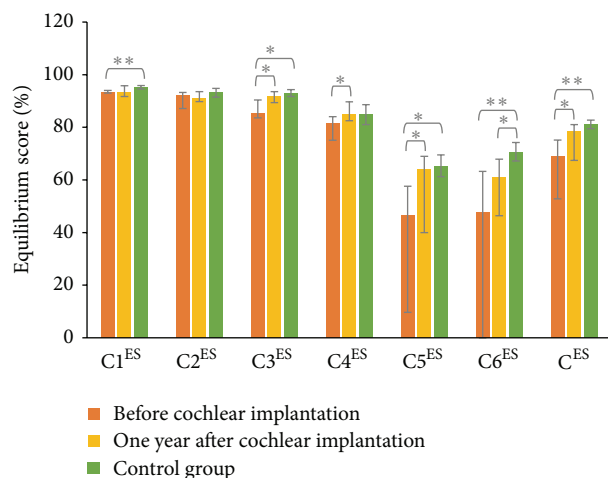 Equilibrium score (%)
120
100
80
60
40
20
0
** * * * * * ** * ** *
C1ES C2ES C3ES C4ES C5ES C6ES CES
Before cochlear implantation
One year after cochlear implantation
Control group